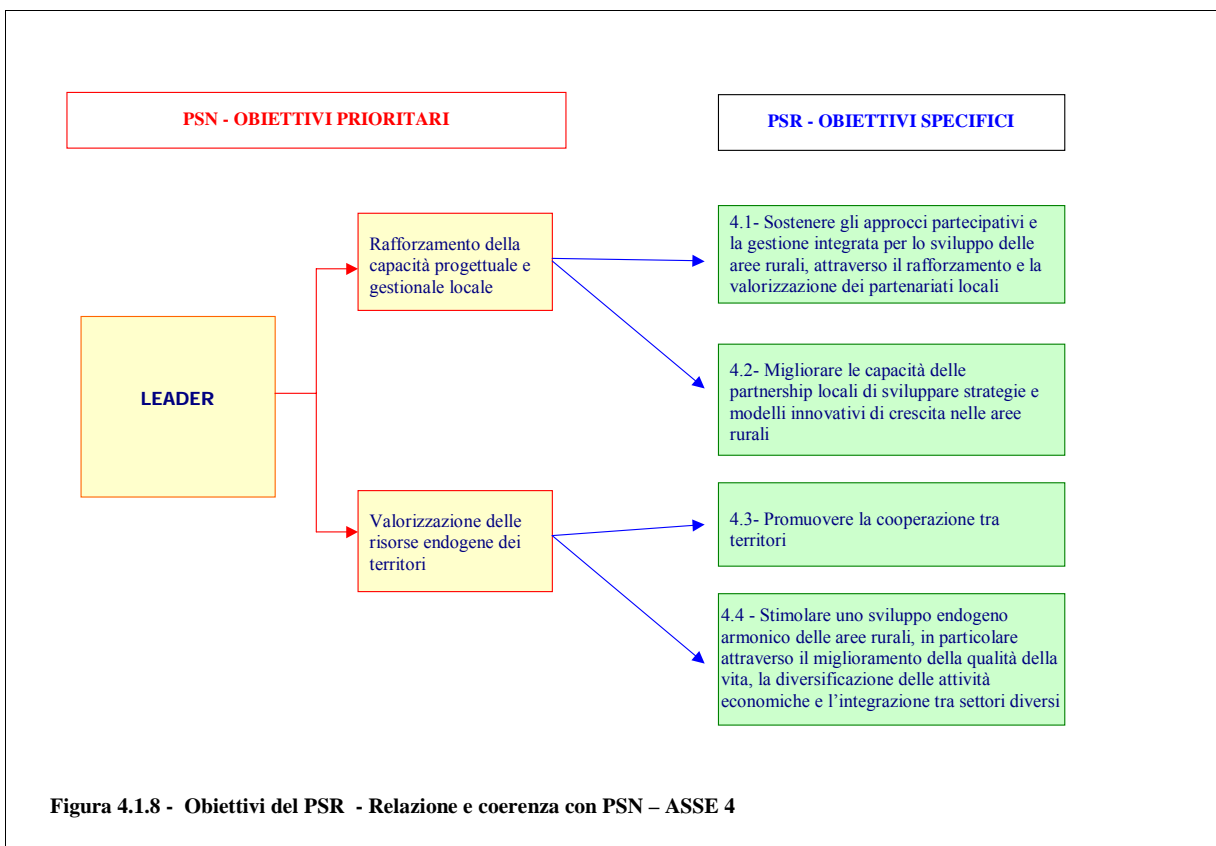 PSN - OBIETTIVI PRIORITARI
PSR - OBIETTIVI SPECIFICI
LEADER
Rafforzamento della
capacità progettuale e
gestionale locale
4.1- Sostenere gli approcci partecipativi e
la gestione integrata per lo sviluppo delle
aree rurali, attraverso il rafforzamento e la
valorizzazione dei partenariati locali
4.2- Migliorare le capacità delle
partnership locali di sviluppare strategie e
modelli innovativi di crescita nelle aree
rurali
Valorizzazione delle
risorse endogene dei
territori
4.3- Promuovere la cooperazione tra
territori
4.4 - Stimolare uno sviluppo endogeno
armonico delle aree rurali, in particolare
attraverso il miglioramento della qualità della
vita, la diversificazione delle attività
economiche e l’integrazione tra settori diversi
Figura 4.1.8 - Obiettivi del PSR - Relazione e coerenza con PSN – ASSE 4